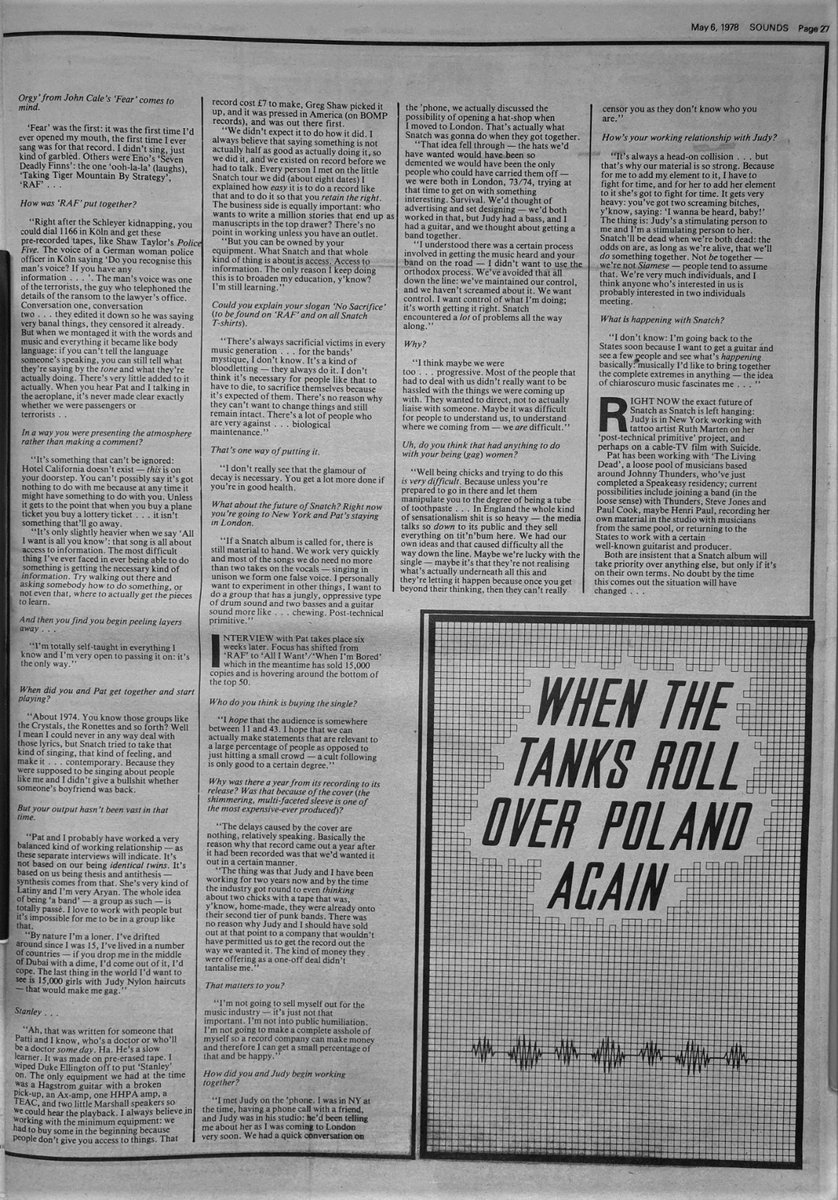 May 6, 1978 SOUNDS Page 27
Orgy' from John Cale's 'Fear' comes to
mind.
'Fear' was the first: it was the first time I'd
ever opened my mouth, the first time I ever
sang was for that record. I didn't sing, just
kind of garbled. Others were Eno's 'Seven
Deadly Finns': the one 'ooh-la-la' (laughs),
'Taking Tiger Mountain By Strategy',
'RAF' . . .
How was 'RAF' put together?
"Right after the Schleyer kidnapping, you
could dial 1166 in Köln and get these
pre-recorded tapes, like Shaw Taylor's Police
Five. The voice of a German woman police
officer in Köln saying 'Do you recognise this
man's voice? If you have any
information . . . '. The man's voice was one
of the terrorists, the guy who telephoned the
details of the ransom to the lawyer's office.
Conversation one, conversation
two . . . they edited it down so he was saying
very banal things, they censored it already.
But when we montaged it with the words and
music and everything it became like body
language: if you can't tell the language
someone's speaking, you can still tell what
they're saying by the tone and what they're
actually doing. There's very little added to it
actually. When you hear Pat and I talking in
the aeroplane, it's never made clear exactly
whether we were passengers or
terrorists . .
In a way you were presenting the atmosphere
rather than making a comment?
"It's something that can't be ignored:
Hotel California doesn't exist — this is on
your doorstep. You can't possibly say it's got
nothing to do with me because at any time it
might have something to do with you. Unless
it gets to the point that when you buy a plane
ticket you buy a lottery ticket . . . it isn't
something that'll go away.
"It's only slightly heavier when we say 'All
I want is all you know': that song is all about
access to information. The most difficult
thing I've ever faced in ever being able to do
something is getting the necessary kind of
information. Try walking out there and
asking somebody how to do something, or
not even that, where to actually get the pieces
to learn.
And then you find you begin peeling layers
away . . .
"I'm totally self-taught in everything I
know and I'm very open to passing it on: it's
the only way."
When did you and Pat get together and start
playing?
"About 1974. You know those groups like
the Crystals, the Ronettes and so forth? Well
I mean I could never in any way deal with
those lyrics, but Snatch tried to take that
kind of singing, that kind of feeling, and
make it . . . contemporary. Because they
were supposed to be singing about people
like me and I didn't give a bullshit whether
someone's boyfriend was back.
But your output hasn't been vast in that
time.
"Pat and I probably have worked a very
balanced kind of working relationship — as
these separate interviews will indicate. It's
not based on our being identical twins. It's
based on us being thesis and antithesis —
synthesis comes from that. She's very kind of
Latiny and I'm very Aryan. The whole idea
of being 'a band' — a group as such — is
totally passé. I love to work with people but
it's impossible for me to be in a group like
that.
"By nature I'm a loner. I've drifted
around since I was 15, I've lived in a number
of countries — if you drop me in the middle
of Dubai with a dime, I'd come out of it, I'd
cope. The last thing in the world I'd want to
see is 15,000 girls with Judy Nylon haircuts
— that would make me gag."
Stanley . . .
"Ah, that was written for someone that
Patti and I know, who's a doctor or who'll
be a doctor some day. Ha. He's a slow
learner. It was made on pre-erased tape. I
wiped Duke Ellington off to put 'Stanley'
on. The only equipment we had at the time
was a Hagstrom guitar with a broken
pick-up, an Ax-amp, one HHPA amp, a
TEAC, and two little Marshall speakers so
we could hear the playback. I always believe in
working with the minimum equipment: we
had to buy some in the beginning because
people don't give you access to things. That
record cost £7 to make, Greg Shaw picked it
up, and it was pressed in America (on BOMP
records), and was out there first.
"We didn't expect it to do how it did. I
always believe that saying something is not
actually half as good as actually doing it, so
we did it, and we existed on record before we
had to talk. Every person I met on the little
Snatch tour we did (about eight dates) I
explained how easy it is to do a record like
that and to do it so that you retain the right.
The business side is equally important: who
wants to write a million stories that end up as
manuscripts in the top drawer? There's no
point in working unless you have an outlet.
"But you can be owned by your
equipment. What Snatch and that whole
kind of thing is about is access. Access to
information. The only reason I keep doing
this is to broaden my education, y'know?
I'm still learning."
Could you explain your slogan 'No Sacrifice'
(to be found on 'RAF' and on all Snatch
T-shirts).
"There's always sacrificial victims in every
music generation . . . for the bands'
mystique, I don't know. It's a kind of
bloodletting — they always do it. I don't
think it's necessary for people like that to
have to die, to sacrifice themselves because
it's expected of them. There's no reason why
they can't want to change things and still
remain intact. There's a lot of people who
are very against . . . biological
maintenance."
That's one way of putting it.
"I don't really see that the glamour of
decay is necessary. You get a lot more done if
you're in good health.
What about the future of Snatch? Right now
you're going to New York and Pat's staying
in London.
"If a Snatch album is called for, there is
still material to hand. We work very quickly
and most of the songs we do need no more
than two takes on the vocals — singing in
unison we form one false voice. I personally
want to experiment in other things, I want to
do a group that has a jungly, oppressive type
of drum sound and two basses and a guitar
sound more like . . . chewing. Post-technical
primitive."
INTERVIEW with Pat takes place six
weeks later. Focus has shifted from
'RAF' to 'All I Want'/'When I'm Bored'
which in the meantime has sold 15,000
copies and is hovering around the bottom of
the top 50.
Who do you think is buying the single?
"I hope that the audience is somewhere
between 11 and 43. I hope that we can
actually make statements that are relevant to
a large percentage of people as opposed to
just hitting a small crowd — a cult following
is only good to a certain degree."
Why was there a year from its recording to its
release? Was that because of the cover (the
shimmering, multi-faceted sleeve is one of
the most expensive-ever produced)?
"The delays caused by the cover are
nothing, relatively speaking. Basically the
reason why that record came out a year after
it had been recorded was that we'd wanted it
out in a certain manner.
"The thing was that Judy and I have been
working for two years now and by the time
the industry got round to even thinking
about two chicks with a tape that was,
y'know, home-made, they were already onto
their second tier of punk bands. There was
no reason why Judy and I should have sold
out at that point to a company that wouldn't
have permitted us to get the record out the
way we wanted it. The kind of money they
were offering as a one-off deal didn't
tantalise me."
That matters to you?
"I'm not going to sell myself out for the
music industry — it's just not that
important. I'm not into public humiliation.
I'm not going to make a complete asshole of
myself so a record company can make money
and therefore I can get a small percentage of
that and be happy."
How did you and Judy begin working
together?
"I met Judy on the 'phone. I was in NY at
the time, having a phone call with a friend,
and Judy was in his studio: he'd been telling
me about her as I was coming to London
very soon. We had a quick conversation on
the 'phone, we actually discussed the
possibility of opening a hat-shop when
I moved to London. That's actually what
Snatch was gonna do when they got together.
"That idea fell through — the hats we'd
have wanted would have been so
demented we would have been the only
people who could have carried them off —
we were both in London, 73/74, trying at
that time to get on with something
interesting. Survival. We'd thought of
advertising and set designing — we'd both
worked in that, but Judy had a bass, and I
had a guitar, and we thought about getting a
band together.
"I understood there was a certain process
involved in getting the music heard and your
band on the road — I didn't want to use the
orthodox process. We've avoided that all
down the line: we've maintained our control,
and we haven't screamed about it. We want
control. I want control of what I'm doing;
it's worth getting it right. Snatch
encountered a lot of problems all the way
along."
Why?
"I think maybe we were
too . . . progressive. Most of the people that
had to deal with us didn't really want to be
hassled with the things we were coming up
with. They wanted to direct, not to actually
liaise with someone. Maybe it was difficult
for people to understand us, to understand
where we coming from — we are difficult."
Uh, do you think that had anything to do
with your being (gag) women?
"Well being chicks and trying to do this
is very difficult. Because unless you're
prepared to go in there and let them
manipulate you to the degree of being a tube
of toothpaste . . . In England the whole kind
of sensationalism shit is so heavy — the media
talks so down to its public and they sell
everything on tit'n'bum here. We had our
own ideas and that caused difficulty all the
way down the line. Maybe we're lucky with the
single — maybe it's that they're not realising
what's actually underneath all this and
they're letting it happen because once you get
beyond their thinking, then they can't really
censor you as they don't know who you
are."
How's your working relationship with Judy?
"It's always a head-on collision . . . but
that's why our material is so strong. Because
for me to add my element to it, I have to
fight for time, and for her to add her element
to it she's got to fight for time. It gets very
heavy: you've got two screaming bitches,
y'know, saying: 'I wanna be heard, baby!'
The thing is: Judy's a stimulating person to
me and I'm a stimulating person to her.
Snatch'll be dead when we're both dead: the
odds on are, as long as we're alive, that we'll
do something together. Not be together —
we're not Siamese — people tend to assume
that. We're very much individuals, and I
think anyone who's interested in us is
probably interested in two individuals
meeting.
What is happening with Snatch?
"I don't know: I'm going back to the
States soon because I want to get a guitar and
see a few people and see what's happening
basically: musically I'd like to bring together
the complete extremes in anything — the idea
of chiaroscuro music fascinates me . . . "
RIGHT NOW the exact future of
Snatch as Snatch is left hanging:
Judy is in New York working with
tattoo artist Ruth Marten on her
'post-technical primitive' project, and
perhaps on a cable-TV film with Suicide.
Pat has been working with 'The Living
Dead', a loose pool of musicians based
around Johnny Thunders, who've just
completed a Speakeasy residency; current
possibilities include joining a band (in the
loose sense) with Thunders, Steve Jones and
Paul Cook, maybe Henri Paul, recording her
own material in the studio with musicians
from the same pool, or returning to the
States to work with a certain
well-known guitarist and producer.
Both are insistent that a Snatch album will
take priority over anything else, but only if it's
on their own terms. No doubt by the time
this comes out the situation will have
changed . . .
WHEN THE
TANKS ROLL
OVER POLAND
AGAIN